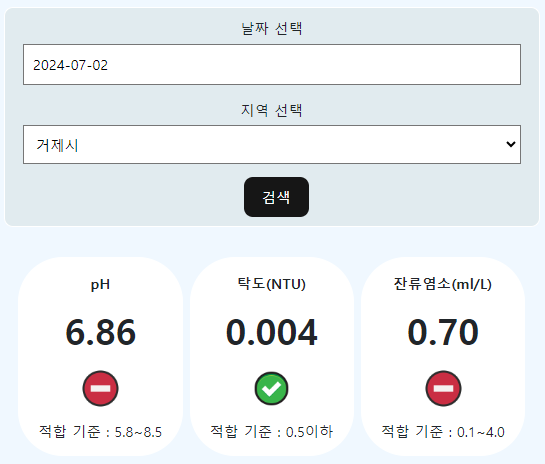 날짜 선택
2024-07-02
지역 선택
거제시
검색
pH
6.86
적합 기준 : 5.8~8.5
탁도(NTU)
0.004
적합 기준 : 0.5이하
잔류염소(ml/L)
0.70
적합 기준 : 0.1~4.0